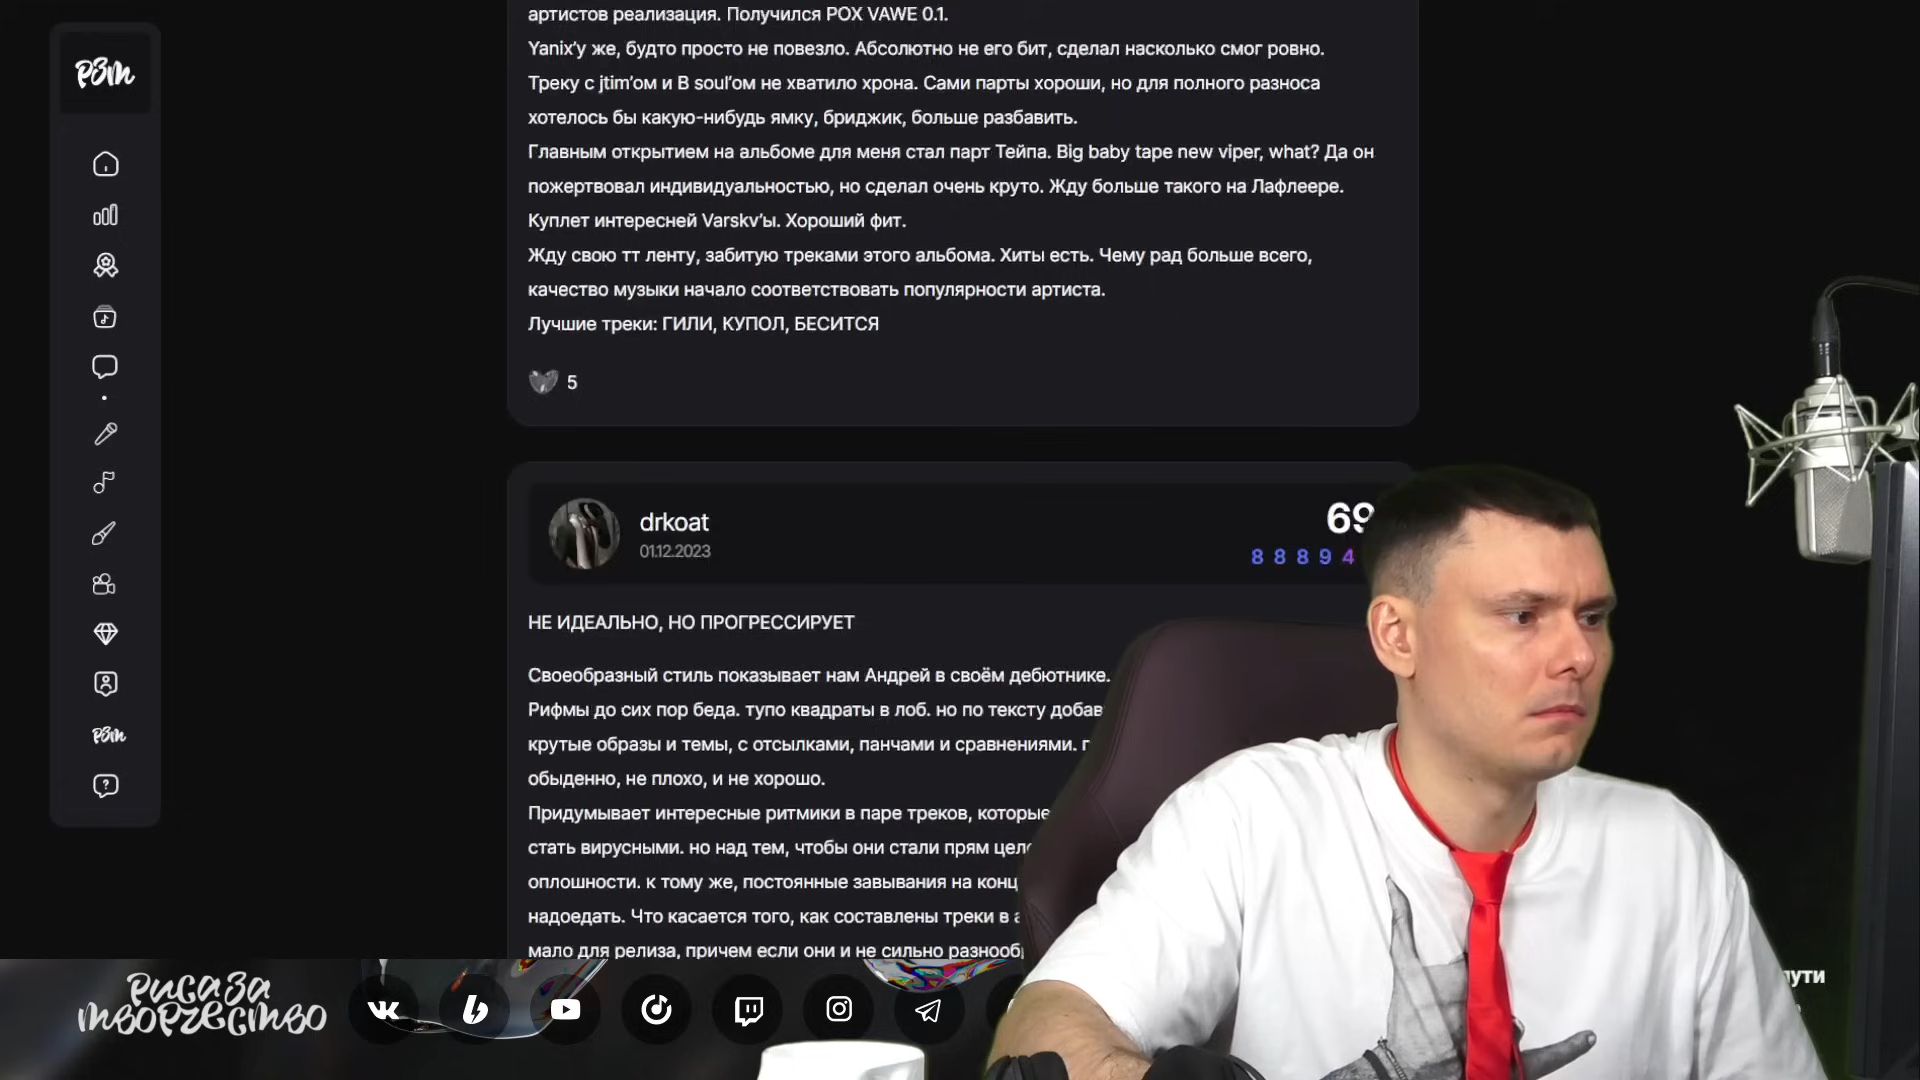 артистов реализация. Получился POX VAWE 0.1.
Yanix'у же, будто просто не повезло. Абсолютно не его бит, сделал насколько смог ровно.
Треку с jtim'ом и B soul'ом не хватило хрона. Сами парты хороши, но для полного разноса
хотелось бы какую-нибудь ямку, бриджик, больше разбавить.
Главным открытием на альбоме для меня стал парт Тейпа. Big baby tape new viper, what? Да он
пожертвовал индивидуальностью, но сделал очень круто. Жду больше такого на Лафлеере.
Куплет интересней Varskv'ы. Хороший фит.
Жду свою тт ленту, забитую треками этого альбома. Хиты есть. Чему рад больше всего,
качество музыки начало соответствовать популярности артиста.
Лучшие треки: ГИЛИ, КУПОЛ, БЕСИТСЯ
5
РЗТ
drkoat
01.12.2023
69
8 8 8 9 4
НЕ ИДЕАЛЬНО, НО ПРОГРЕССИРУЕТ
Своеобразный стиль показывает нам Андрей в своём дебютнике.
Рифмы до сих пор беда. тупо квадраты в лоб. но по тексту добав
крутые образы и темы, с отсылками, панчами и сравнениями.
обыденно, не плохо, и не хорошо.
Придумывает интересные ритмики в паре треков, которые
стать вирусными. но над тем, чтобы они стали прям
оплошности. к тому же, постоянные завывания на
надоедать. Что касается того, как составлены треки в
мало для релиза, причем если они и не сильно
РЗТ
риса за
творчество